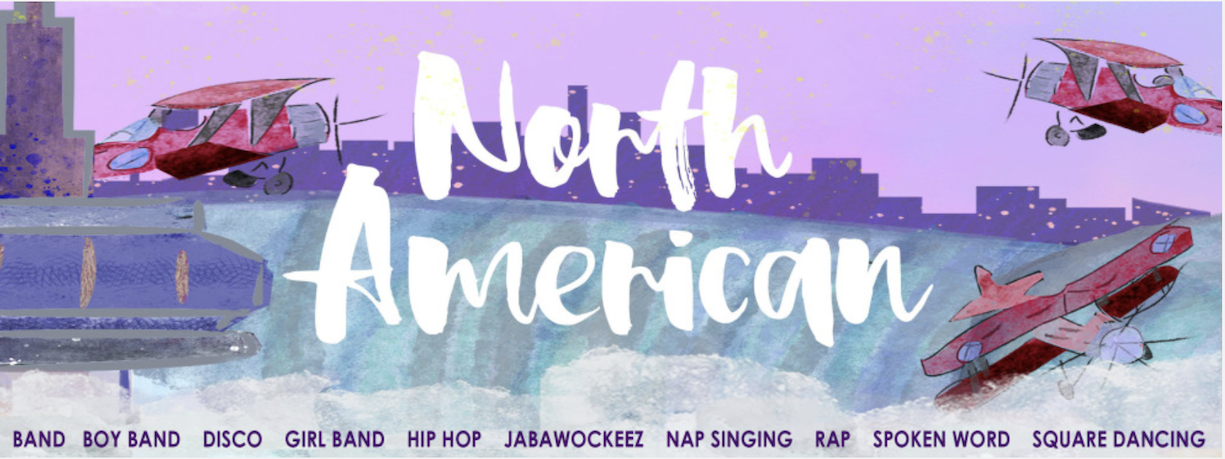 North
American
BAND BOY BAND DISCO GIRL BAND HIP HOP JABAWOCKEEZ NAP SINGING RAP SPOKEN WORD SQUARE DANCING